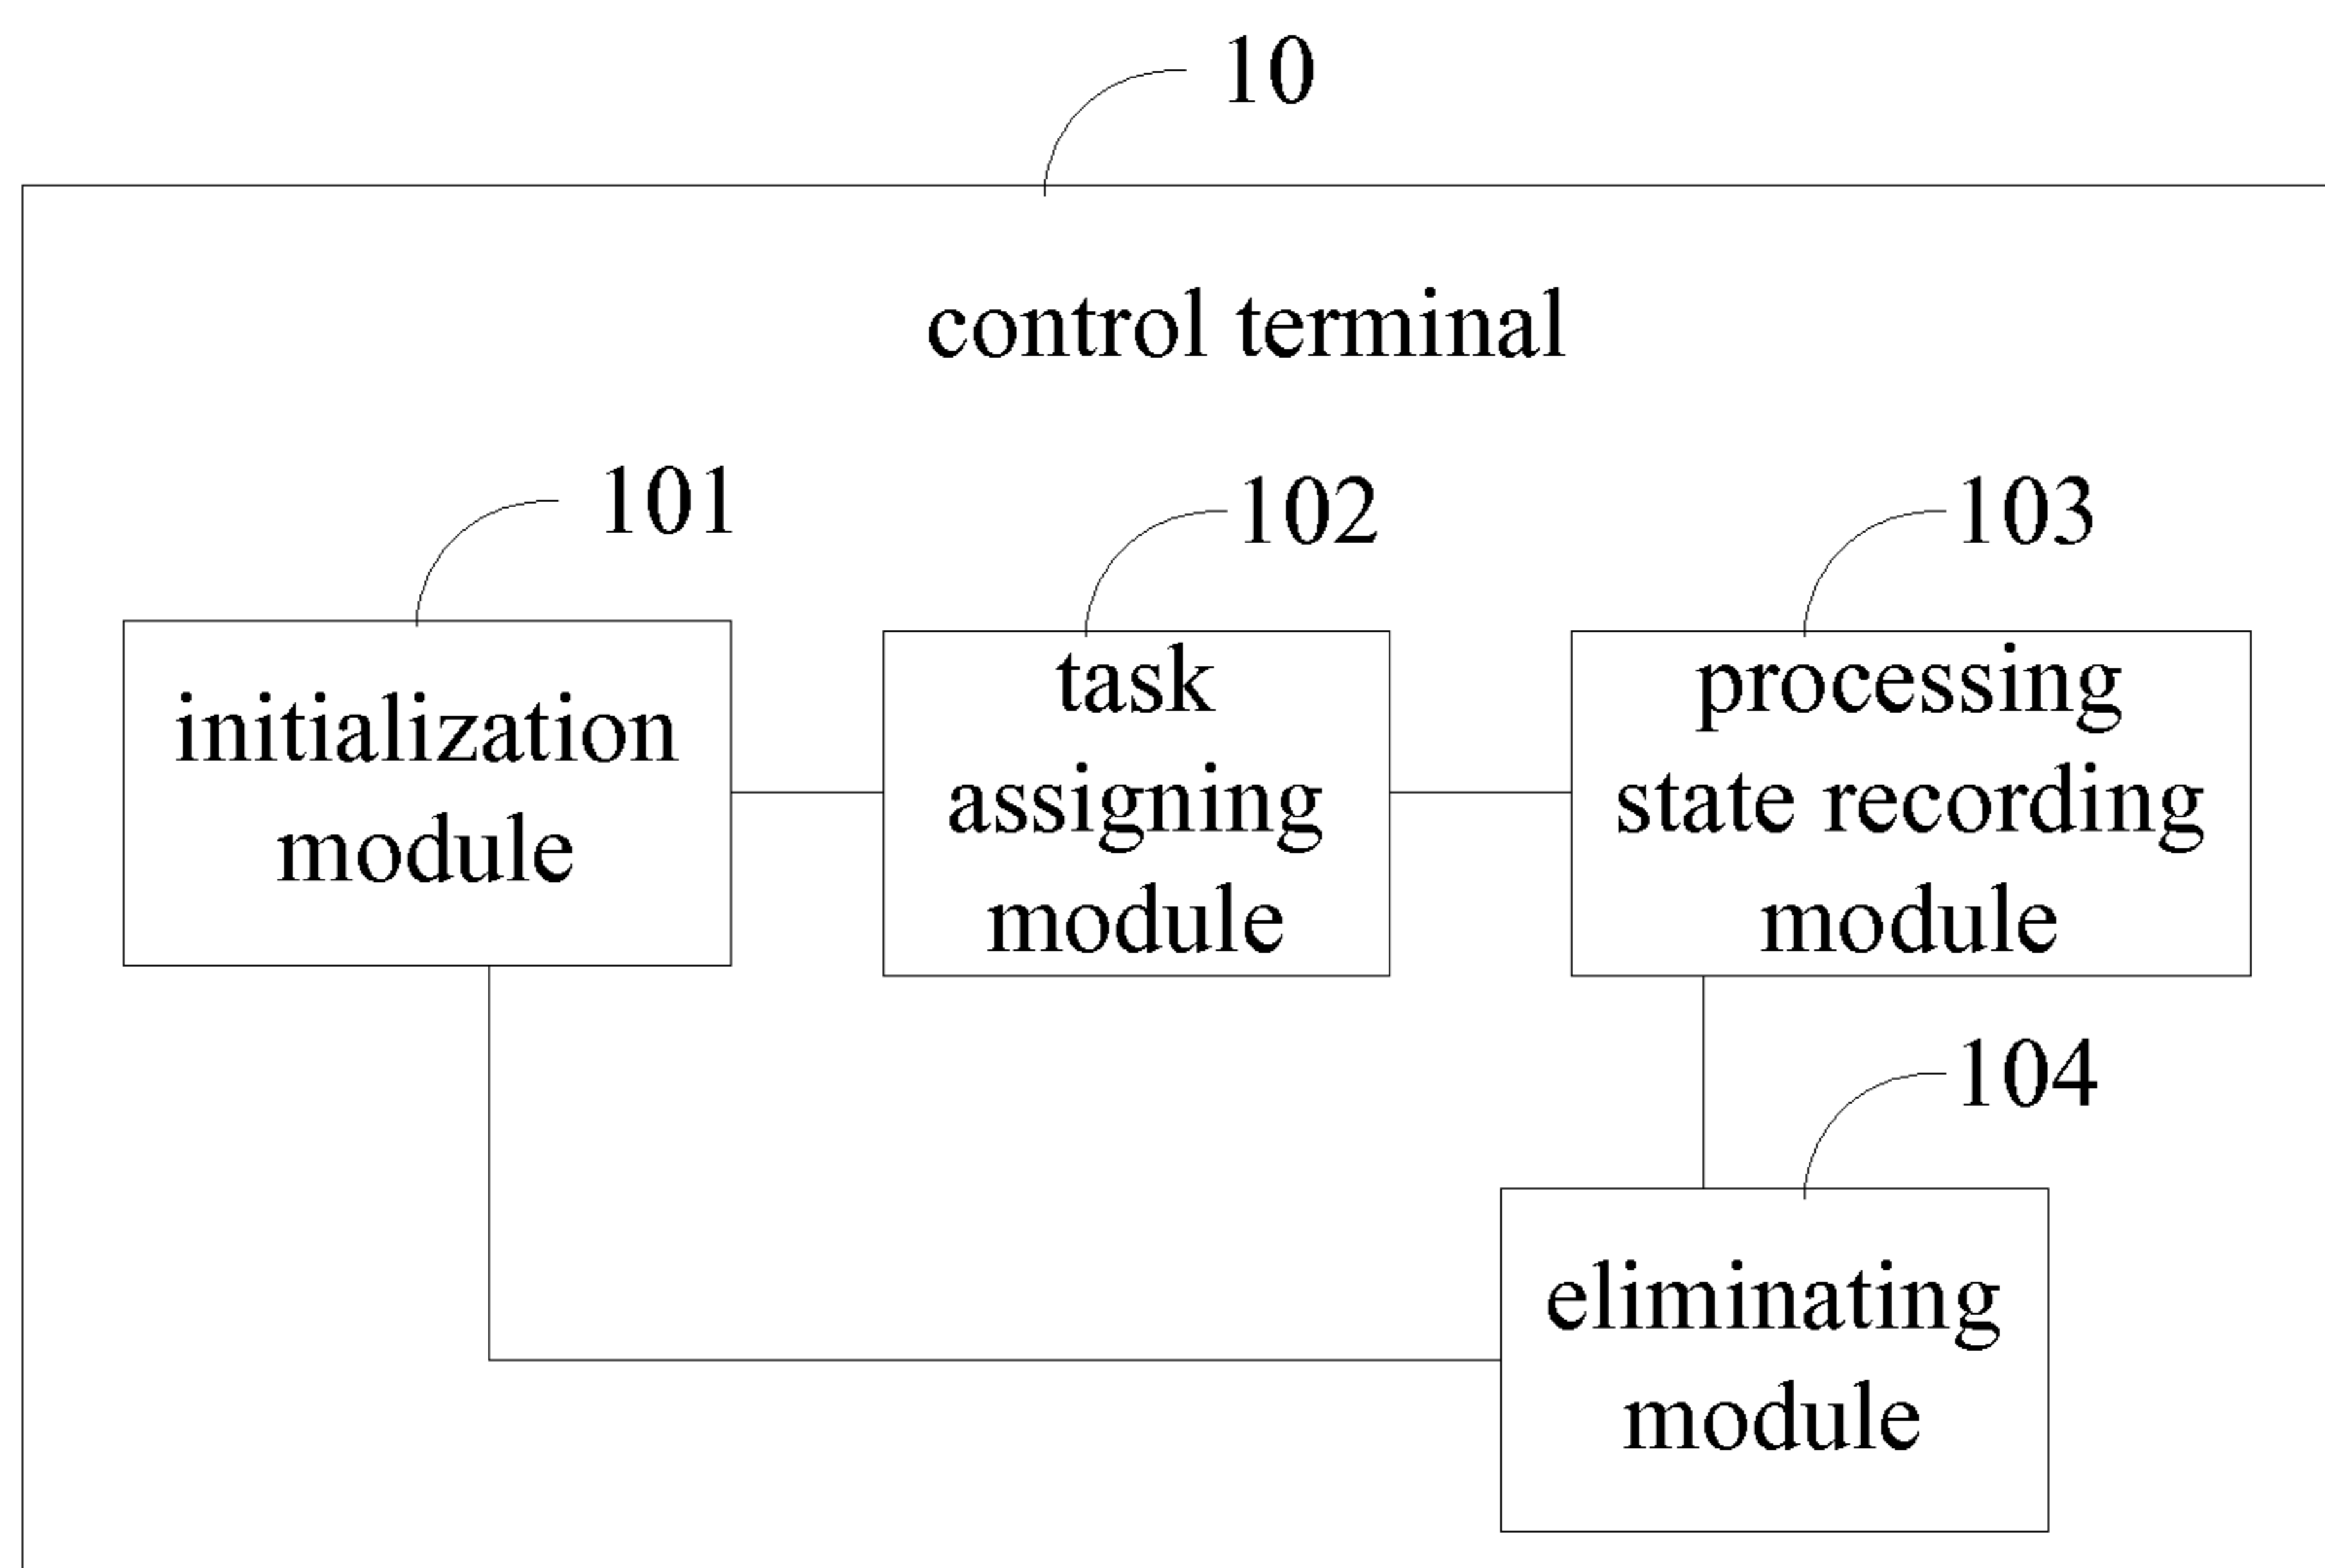 10
control terminal
101
102
103
initialization
module
task
assigning
module
processing
state recording
module
104
eliminating
module